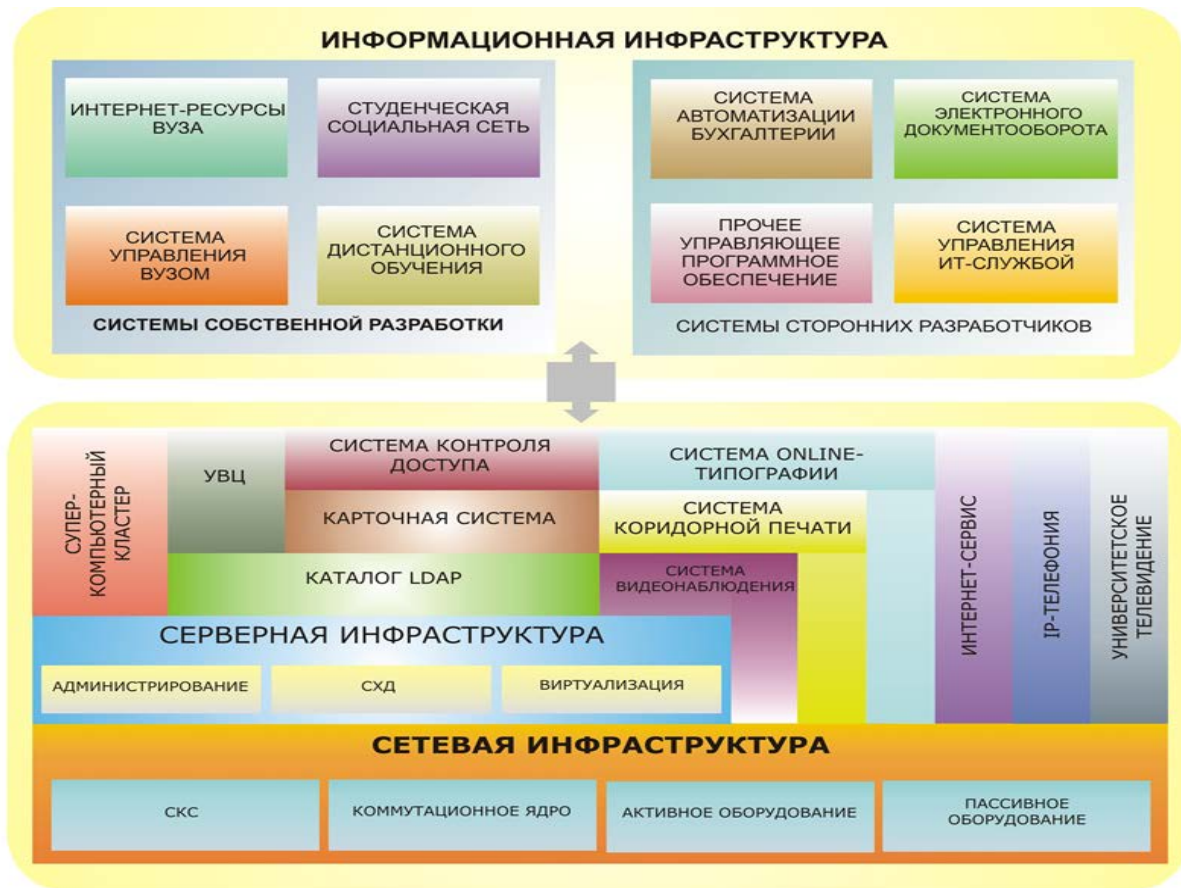 ИНФОРМАЦИОННАЯ ИНФРАСТРУКТУРА
ИНТЕРНЕТ-РЕСУРСЫ
ВУЗА
СТУДЕНЧЕСКАЯ
СОЦИАЛЬНАЯ СЕТЬ
СИСТЕМА
УПРАВЛЕНИЯ
ВУЗОМ
СИСТЕМА
ДИСТАНЦИОННОГО
ОБУЧЕНИЯ
СИСТЕМЫ СОБСТВЕННОЙ РАЗРАБОТКИ
СИСТЕМА
АВТОМАТИЗАЦИИ
БУХГАЛТЕРИИ
СИСТЕМА
ЭЛЕКТРОННОГО
ДОКУМЕНТООБОРОТА
ПРОЧЕЕ
УПРАВЛЯЮЩЕЕ
ПРОГРАММНОЕ
ОБЕСПЕЧЕНИЕ
СИСТЕМА
УПРАВЛЕНИЯ
ИТ-СЛУЖБОЙ
СИСТЕМЫ СТОРОННИХ РАЗРАБОТЧИКОВ
СУПЕР-
КОМПЬЮТЕРНЫЙ
КЛАСТЕР
УВЦ
СИСТЕМА КОНТРОЛЯ
ДОСТУПА
КАРТОЧНАЯ СИСТЕМА
КАТАЛОГ LDAP
СИСТЕМА ONLINE-
ТИПОГРАФИИ
СИСТЕМА
КОРИДОРНОЙ ПЕЧАТИ
СИСТЕМА
ВИДЕОНАБЛЮДЕНИЯ
ИНТЕРНЕТ-СЕРВИС
IP-ТЕЛЕФОНИЯ
УНИВЕРСИТЕТСКОЕ
ТЕЛЕВИДЕНИЕ
СЕРВЕРНАЯ ИНФРАСТРУКТУРА
АДМИНИСТРИРОВАНИЕ
СХД
ВИРТУАЛИЗАЦИЯ
СЕТЕВАЯ ИНФРАСТРУКТУРА
СКС
КОММУТАЦИОННОЕ ЯДРО
АКТИВНОЕ ОБОРУДОВАНИЕ
ПАССИВНОЕ
ОБОРУДОВАНИЕ